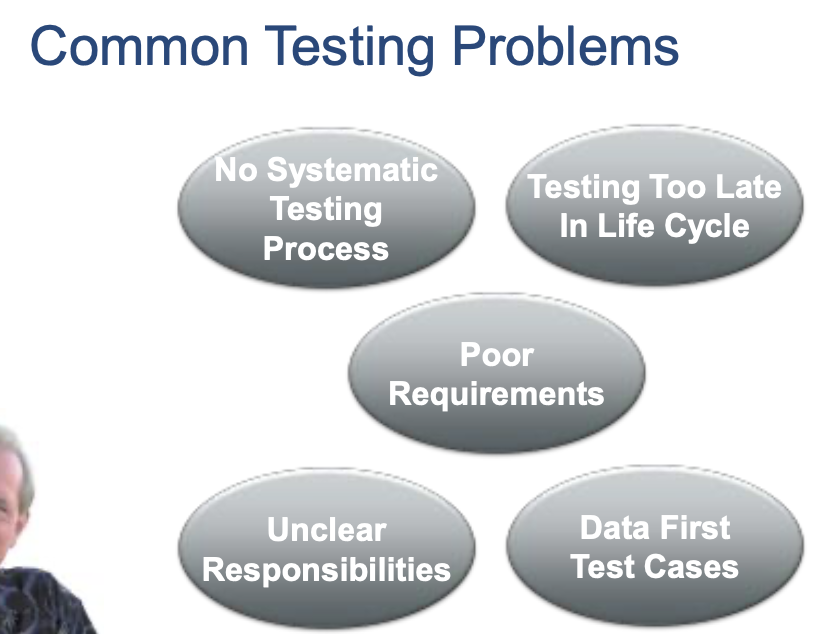 Common Testing Problems
No Systematic
Testing
Process
Testing Too Late
In Life Cycle
Poor
Requirements
Unclear
Responsibilities
Data First
Test Cases